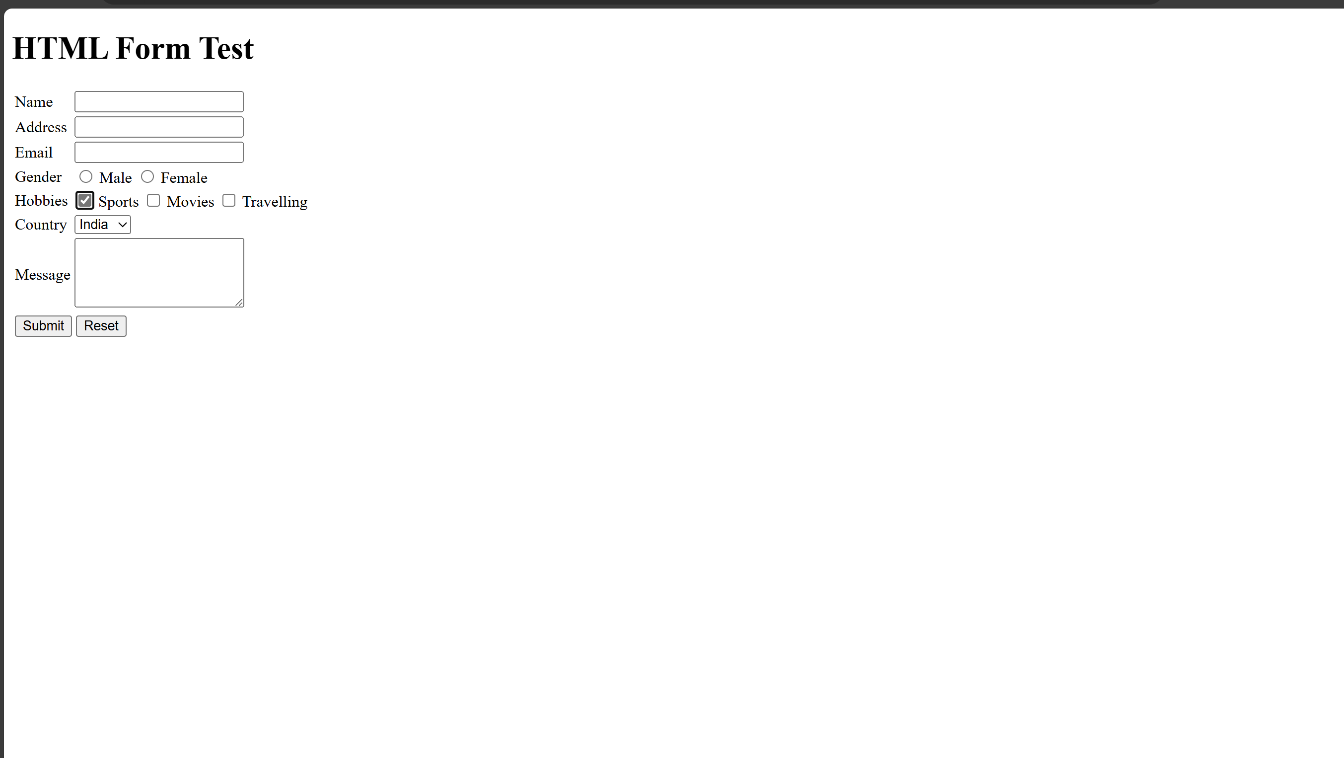 HTML Form Test
Name
Address
Email
Gender Male Female
Hobbies Sports Movies Travelling
Country India
Message
Submit Reset